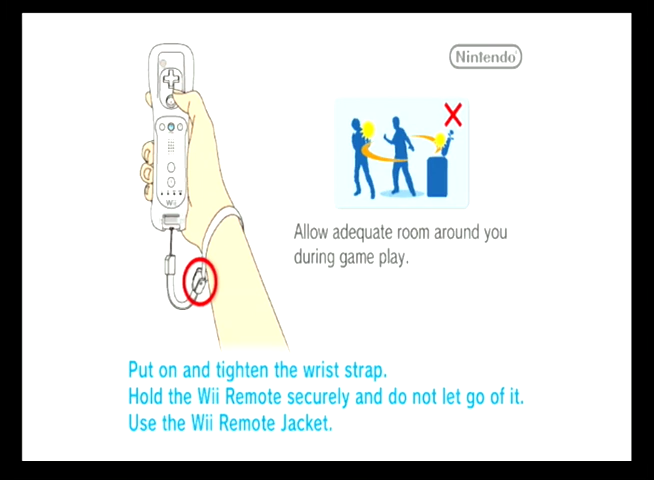 Nintendo
Wii
Allow adequate room around you
during game play.
Put on and tighten the wrist strap.
Hold the Wii Remote securely and do not let go of it.
Use the Wii Remote Jacket.